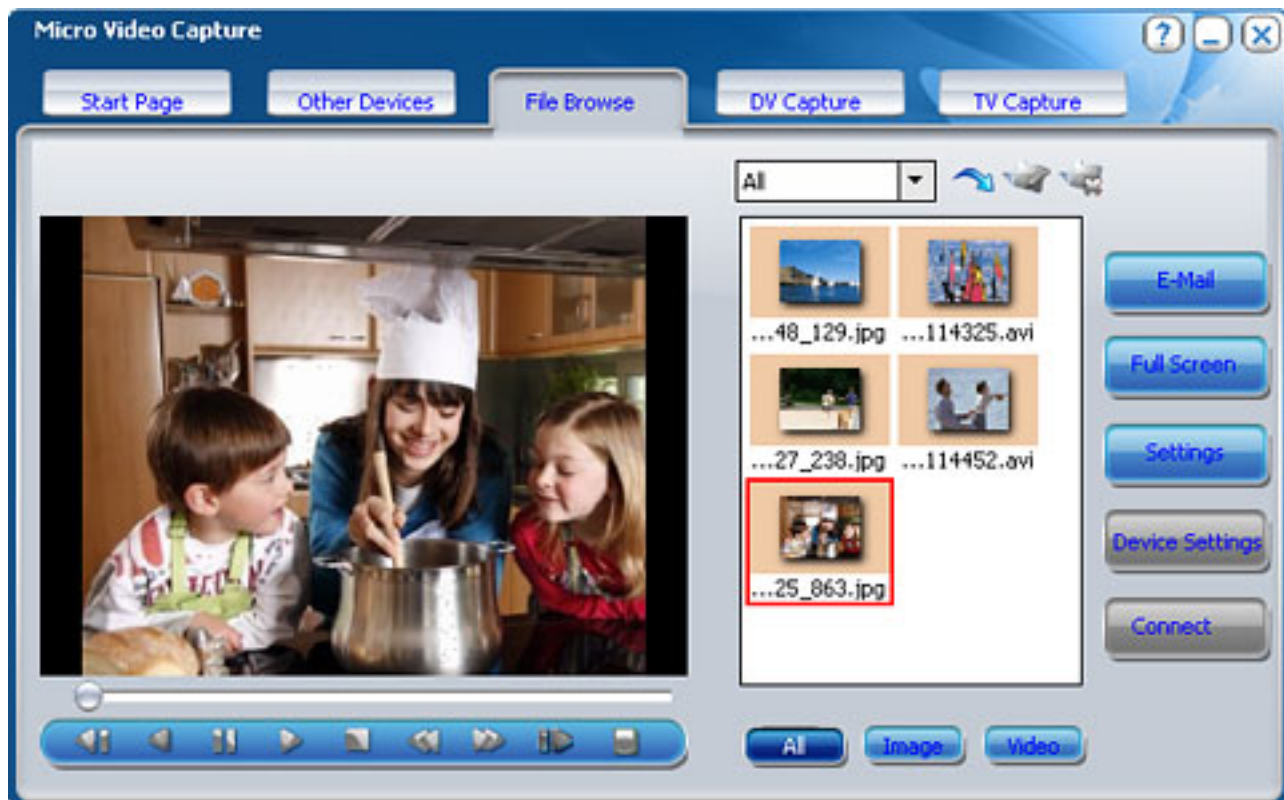 Micro Video Capture
?
Start Page
Other Devices
File Browse
DV Capture
TV Capture
All
...48_129.jpg
...114325.avi
...27_238.jpg
...114452.avi
...25_863.jpg
E-Mail
Full Screen
Settings
Device Settings
Connect
All
Image
Video